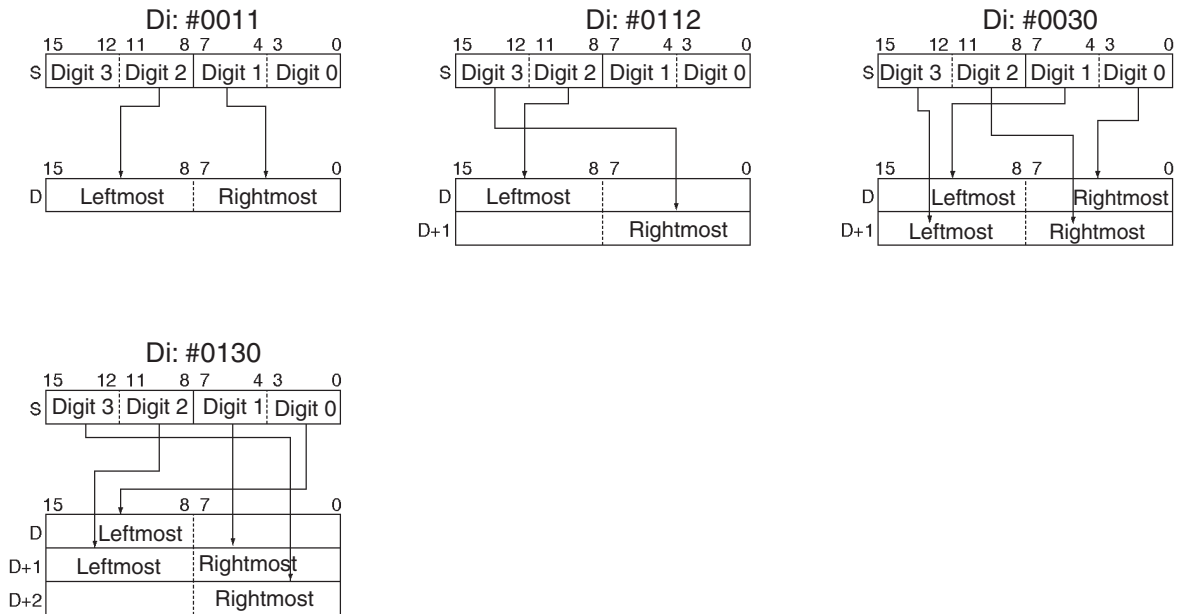 Di: #0011
15 12 11 8 7 4 3 0
S Digit 3 Digit 2 Digit 1 Digit 0
15 8 7 0
D Leftmost Rightmost
Di: #0112
15 12 11 8 7 4 3 0
S Digit 3 Digit 2 Digit 1 Digit 0
15 8 7 0
D Leftmost
D+1 Rightmost
Di: #0030
15 12 11 8 7 4 3 0
S Digit 3 Digit 2 Digit 1 Digit 0
15 8 7 0
D Leftmost Rightmost
D+1 Leftmost Rightmost
Di: #0130
15 12 11 8 7 4 3 0
S Digit 3 Digit 2 Digit 1 Digit 0
15 8 7 0
D Leftmost
D+1 Leftmost Rightmost
D+2 Rightmost